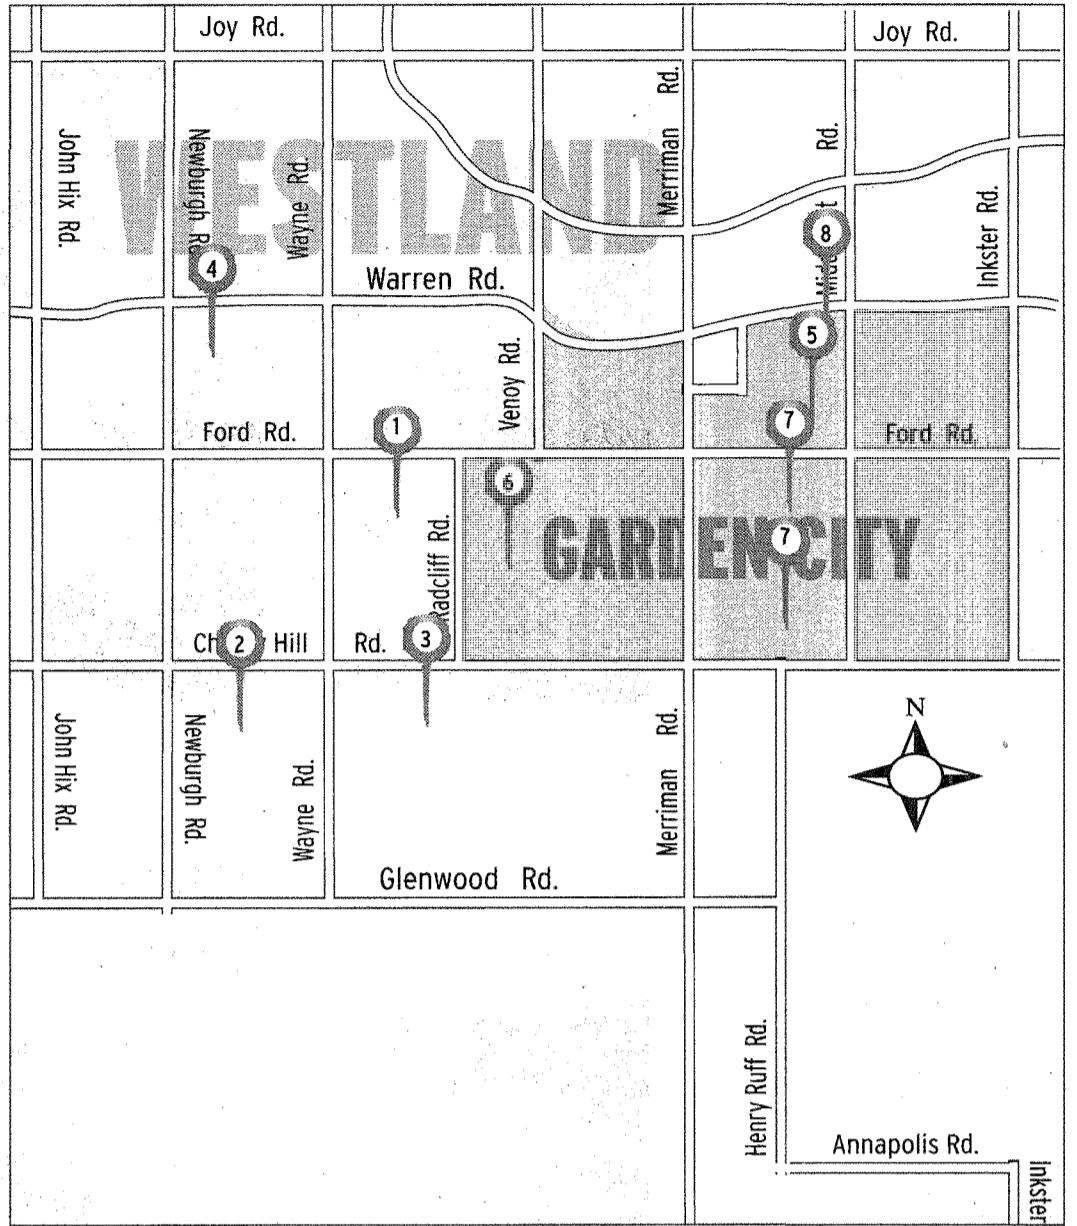 Joy Rd.
Joy Rd.
John Hix Rd.
Newburgh Rd.
Wayne Rd.
WESTLAND
Merriman Rd.
Rd.
Inkster Rd.
8
4
Warren Rd.
5
Venoy Rd.
7
1
Ford Rd.
Ford Rd.
6
Radcliff Rd.
GARDEN CITY
7
2
Hill Rd.
3
N
John Hix Rd.
Newburgh Rd.
Wayne Rd.
Merriman Rd.
Glenwood Rd.
Henry Ruff Rd.
Annapolis Rd.
Inkster